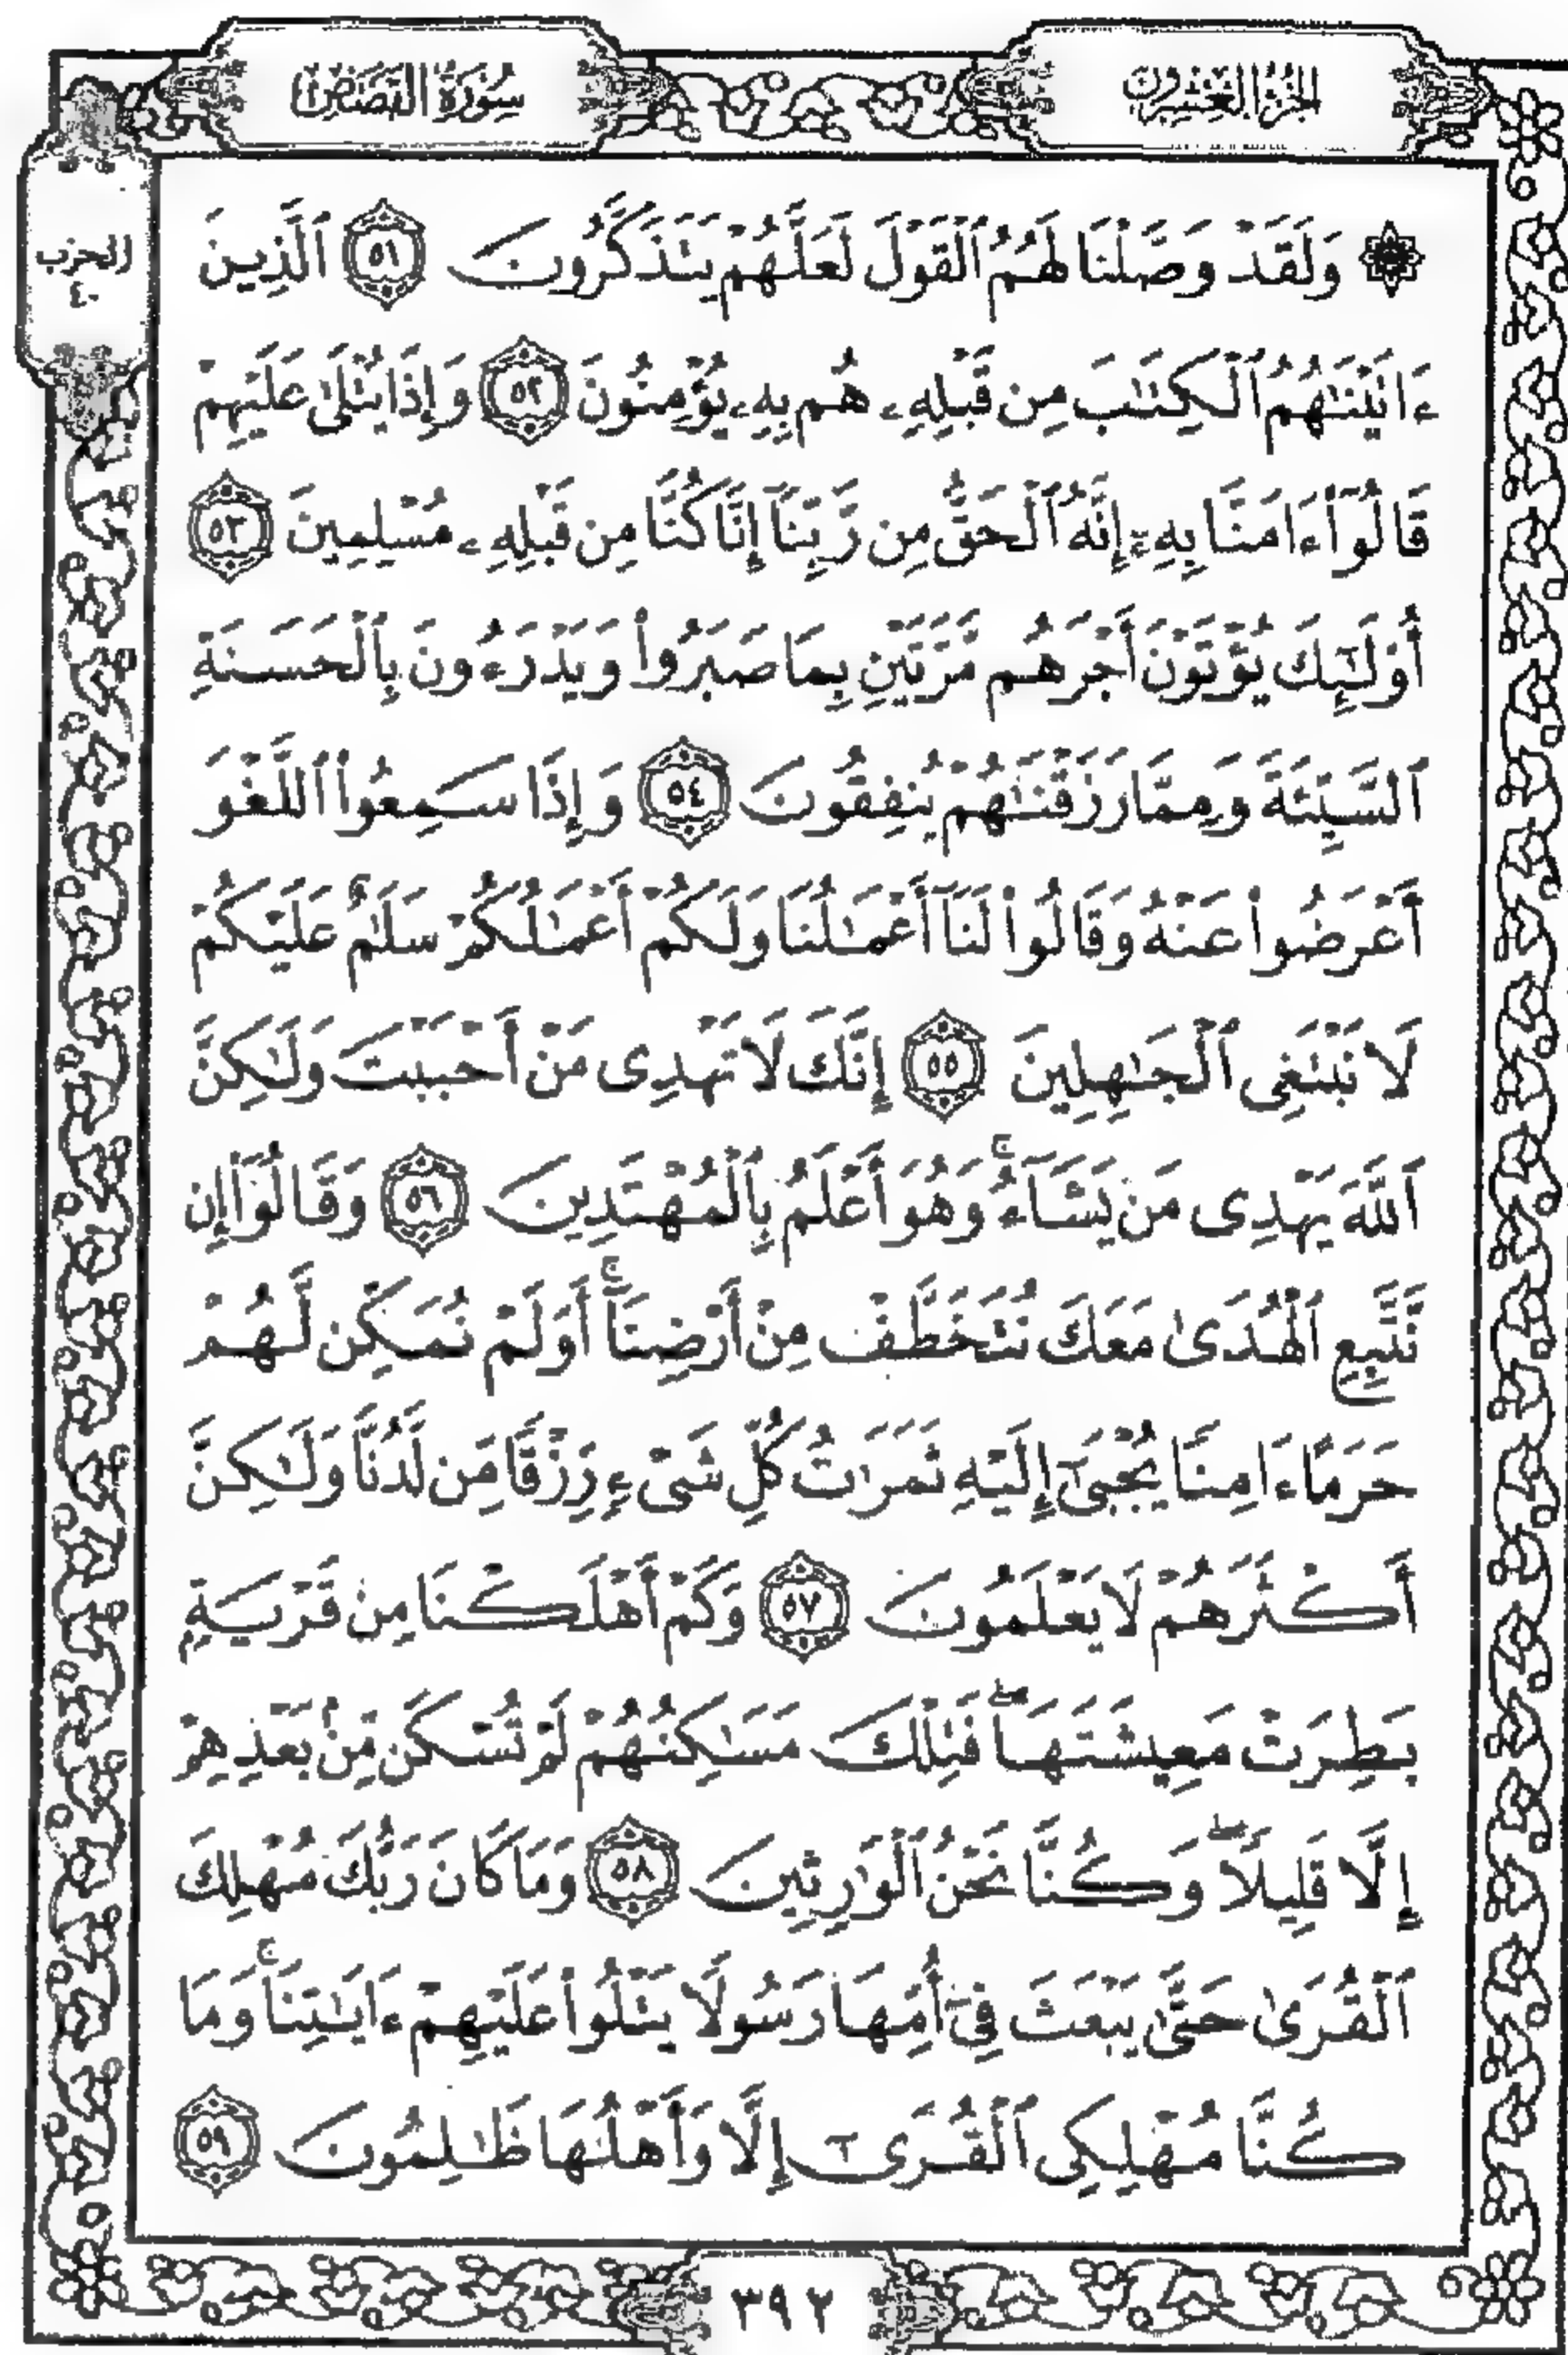 الجزء العشرون
سورة القصص
الحزب
٤٠
۞ وَلَقَدْ وَصَّلْنَا لَهُمُ ٱلْقَوْلَ لَعَلَّهُمْ يَتَذَكَّرُونَ ٥١ ٱلَّذِينَ
ءَاتَيْنَٰهُمُ ٱلْكِتَٰبَ مِن قَبْلِهِۦ هُم بِهِۦ يُؤْمِنُونَ ٥٢ وَإِذَا يُتْلَىٰ عَلَيْهِمْ
قَالُوٓا۟ ءَامَنَّا بِهِۦٓ إِنَّهُ ٱلْحَقُّ مِن رَّبِّنَآ إِنَّا كُنَّا مِن قَبْلِهِۦ مُسْلِمِينَ ٥٣
أُو۟لَٰٓئِكَ يُؤْتَوْنَ أَجْرَهُم مَّرَّتَيْنِ بِمَا صَبَرُوا۟ وَيَدْرَءُونَ بِٱلْحَسَنَةِ
ٱلسَّيِّئَةَ وَمِمَّا رَزَقْنَٰهُمْ يُنفِقُونَ ٥٤ وَإِذَا سَمِعُوا۟ ٱللَّغْوَ
أَعْرَضُوا۟ عَنْهُ وَقَالُوا۟ لَنَآ أَعْمَٰلُنَا وَلَكُمْ أَعْمَٰلُكُمْ سَلَٰمٌ عَلَيْكُمْ
لَا نَبْتَغِى ٱلْجَٰهِلِينَ ٥٥ إِنَّكَ لَا تَهْدِى مَنْ أَحْبَبْتَ وَلَٰكِنَّ
ٱللَّهَ يَهْدِى مَن يَشَآءُ ۚ وَهُوَ أَعْلَمُ بِٱلْمُهْتَدِينَ ٥٦ وَقَالُوٓا۟ إِن
نَّتَّبِعِ ٱلْهُدَىٰ مَعَكَ نُتَخَطَّفْ مِنْ أَرْضِنَآ ۚ أَوَلَمْ نُمَكِّن لَّهُمْ
حَرَمًا ءَامِنًا يُجْبَىٰٓ إِلَيْهِ ثَمَرَٰتُ كُلِّ شَىْءٍ رِّزْقًا مِّن لَّدُنَّا وَلَٰكِنَّ
أَكْثَرَهُمْ لَا يَعْلَمُونَ ٥٧ وَكَمْ أَهْلَكْنَا مِن قَرْيَةٍۭ
بَطِرَتْ مَعِيشَتَهَا ۖ فَتِلْكَ مَسَٰكِنُهُمْ لَمْ تُسْكَن مِّنۢ بَعْدِهِمْ
إِلَّا قَلِيلًا ۖ وَكُنَّا نَحْنُ ٱلْوَٰرِثِينَ ٥٨ وَمَا كَانَ رَبُّكَ مُهْلِكَ
ٱلْقُرَىٰ حَتَّىٰ يَبْعَثَ فِىٓ أُمِّهَا رَسُولًا يَتْلُوا۟ عَلَيْهِمْ ءَايَٰتِنَا ۚ وَمَا
كُنَّا مُهْلِكِى ٱلْقُرَىٰٓ إِلَّا وَأَهْلُهَا ظَٰلِمُونَ ٥٩
٣٩٢